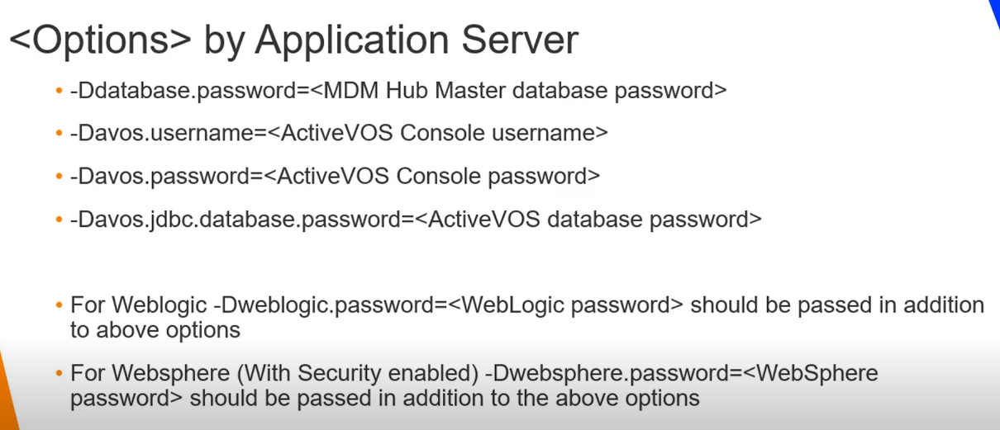 <Options> by Application Server
• -Ddatabase.password=<MDM Hub Master database password>
• -Davos.username=<ActiveVOS Console username>
• -Davos.password=<ActiveVOS Console password>
• -Davos.jdbc.database.password=<ActiveVOS database password>
• For Weblogic -Dweblogic.password=<WebLogic password> should be passed in addition
to above options
• For Websphere (With Security enabled) -Dwebsphere.password=<WebSphere
password> should be passed in addition to the above options